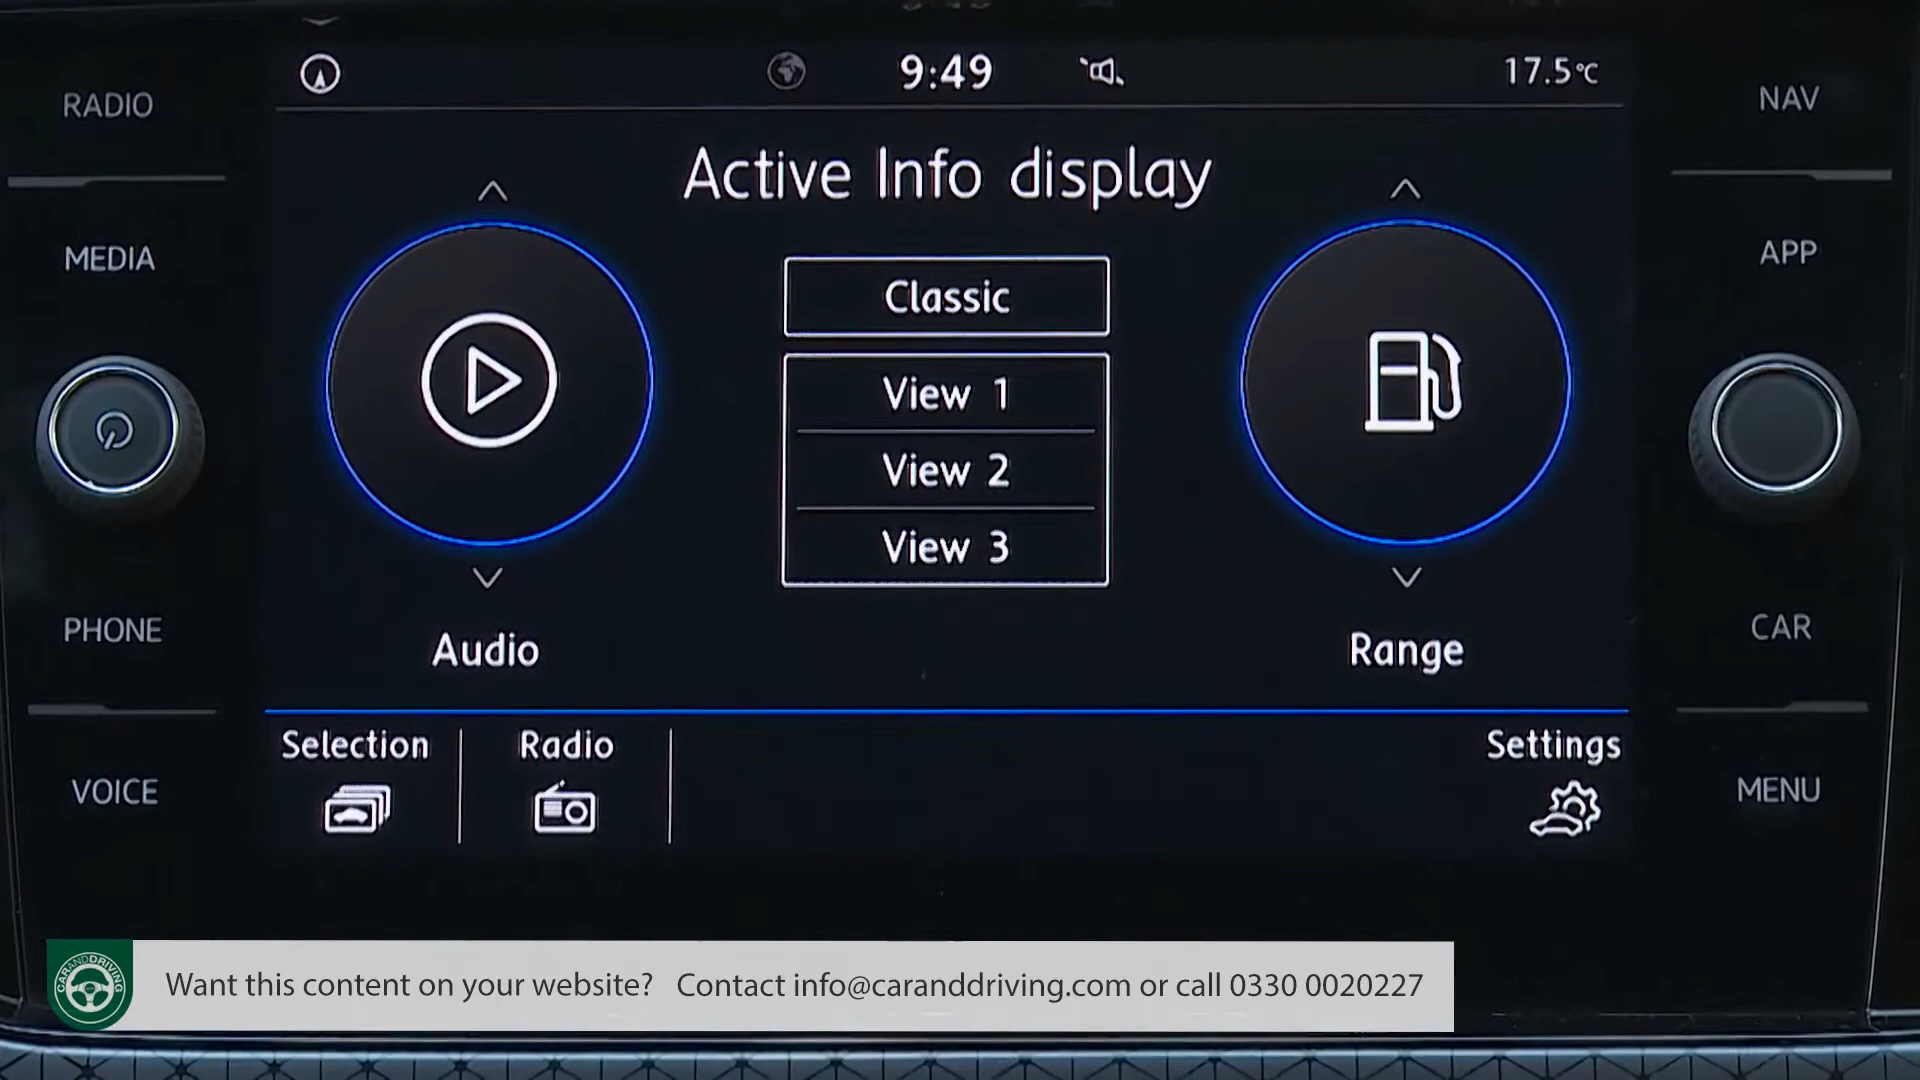 9:49
17.5°C
RADIO
NAV
Active Info display
MEDIA
APP
Classic
View 1
View 2
View 3
PHONE
CAR
Audio
Range
Selection
Radio
Settings
VOICE
MENU
CARANDDRIVING
Want this content on your website? Contact info@caranddriving.com or call 0330 0020227